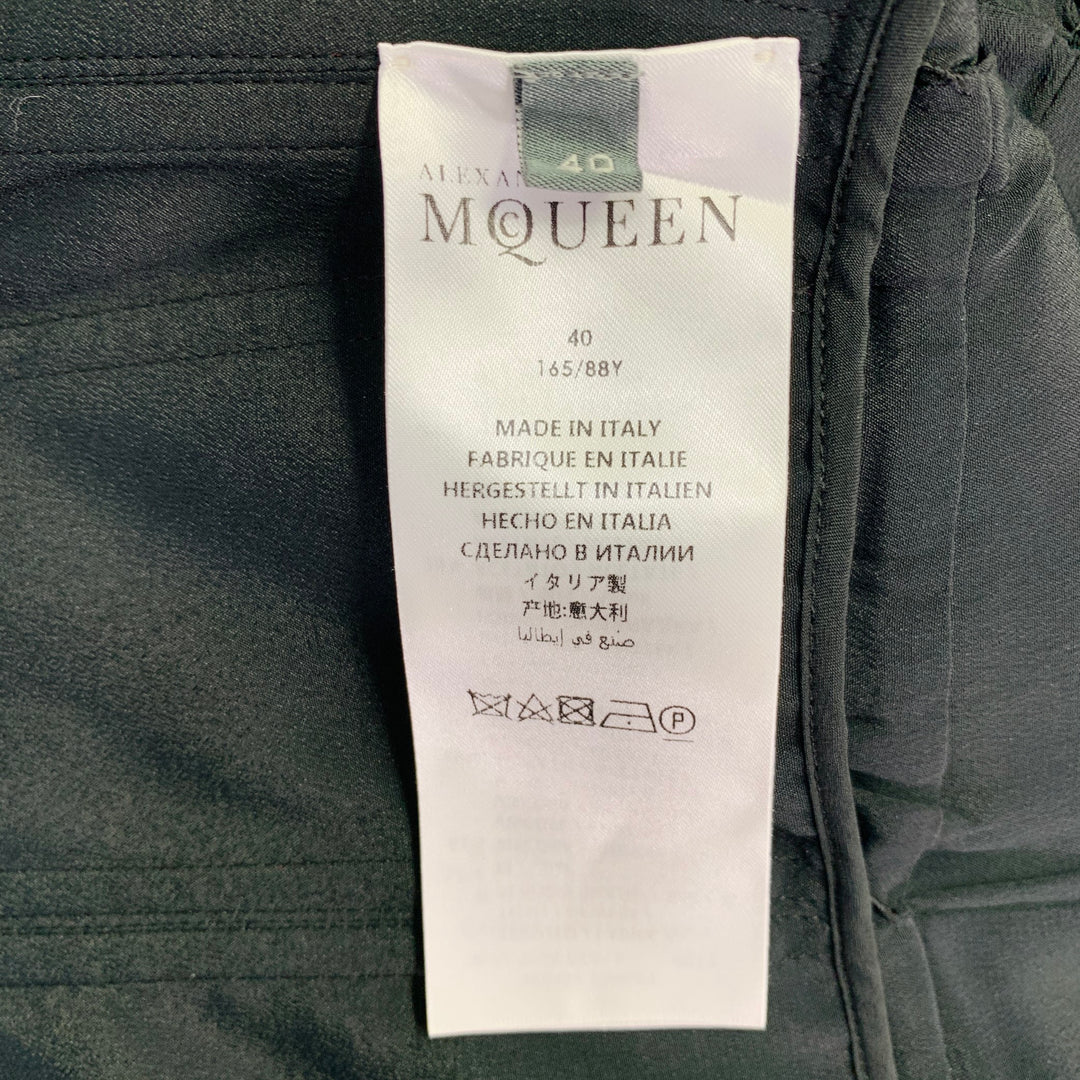 40
ALEXAN
MCQUEEN
40
165/88Y
MADE IN ITALY
FABRIQUE EN ITALIE
HERGESTELLT IN ITALIEN
HECHO EN ITALIA
СДЕЛАНО В ИТАЛИИ
イタリア製
产地:意大利
صنع في إيطاليا
P